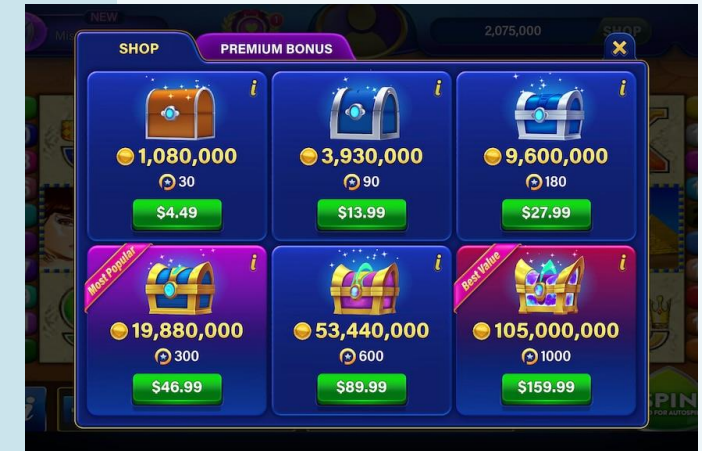 NEW
2,075,000
SHOP
SHOP
PREMIUM BONUS
X
i
i
i
1,080,000
3,930,000
9,600,000
30
90
180
$4.49
$13.99
$27.99
Most Popular
i
i
Best Value
i
19,880,000
53,440,000
105,000,000
300
600
1000
$46.99
$89.99
$159.99
SPIN
FOR AUTOSPIN